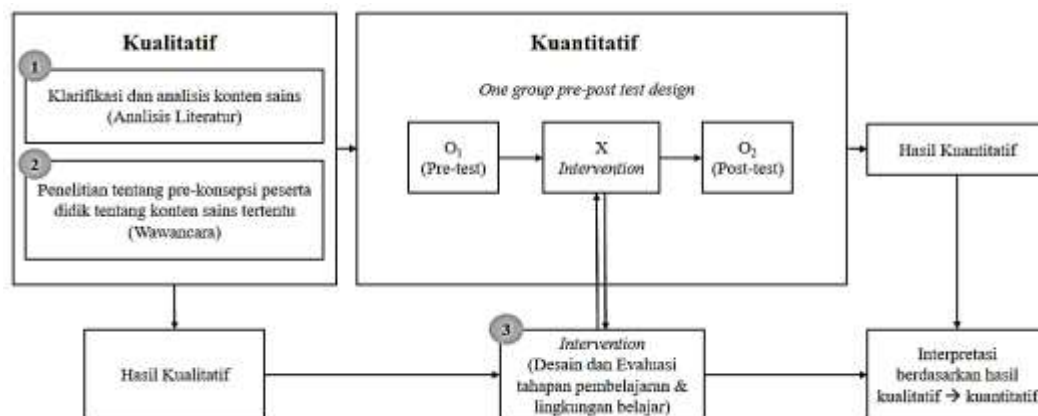 Kualitatif
1
Klarifikasi dan analisis konten sains
(Analisis Literatur)
2
Penelitian tentang pre-konsepsi peserta
didik tentang konten sains tertentu
(Wawancara)
Kuantitatif
One group pre-post test design
O1
(Pre-test)
X
Intervention
O2
(Post-test)
Hasil Kuantitatif
Hasil Kualitatif
3
Intervention
(Desain dan Evaluasi
tahapan pembelajaran &
lingkungan belajar)
Interpretasi
berdasarkan hasil
kualitatif → kuantitatif